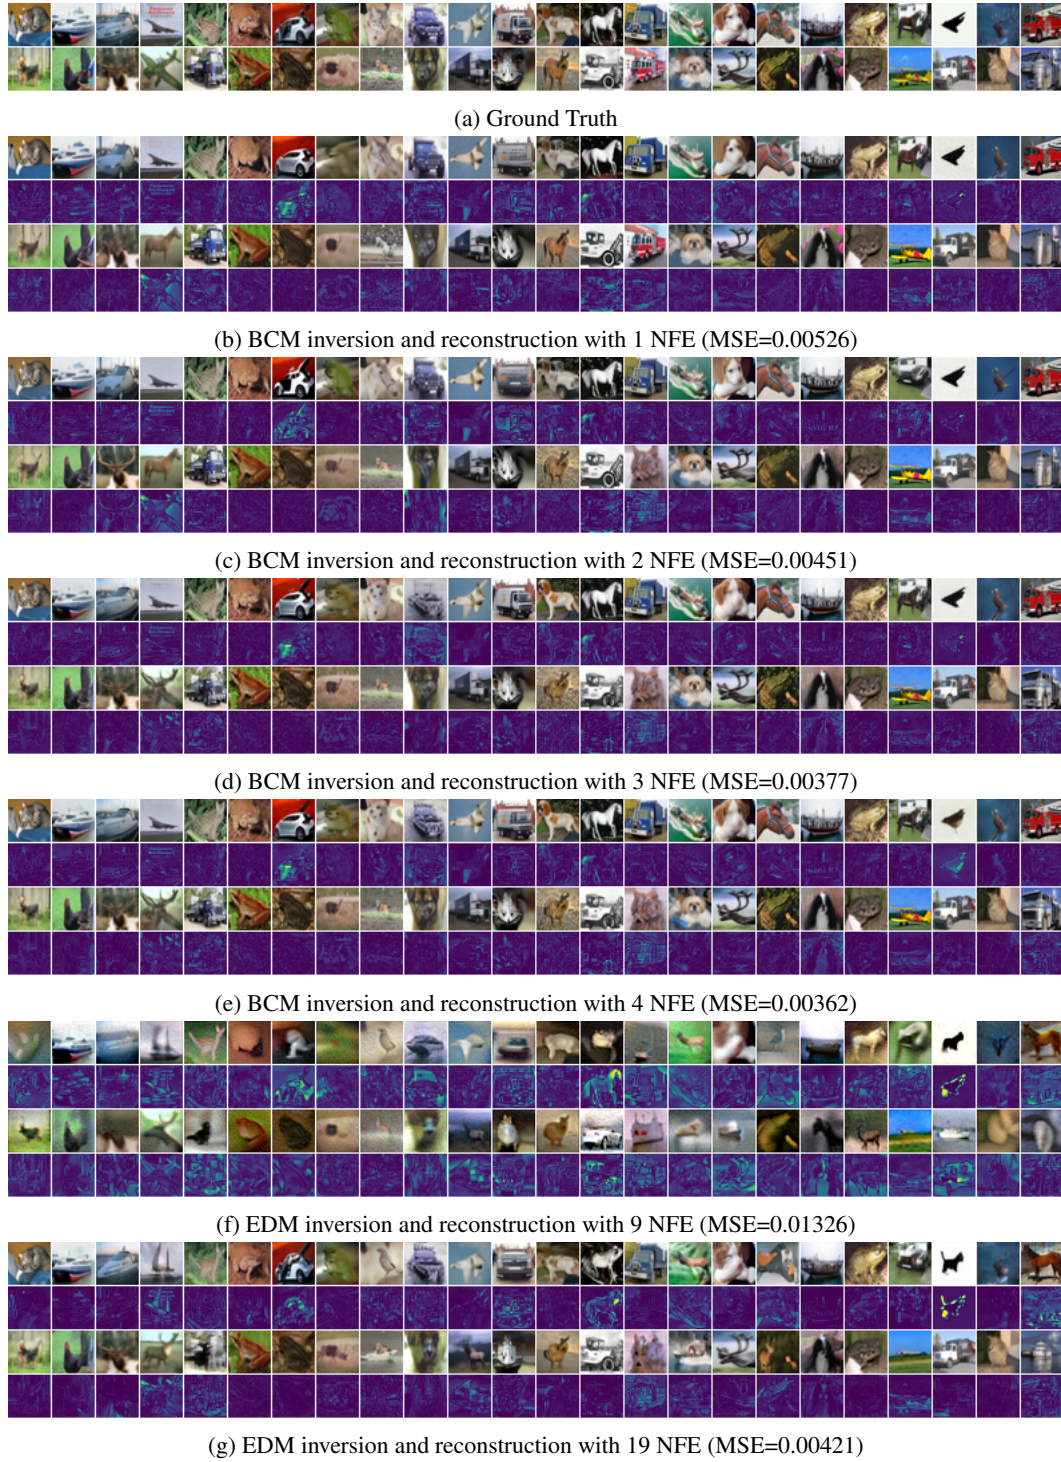 (a) Ground Truth
(b) BCM inversion and reconstruction with 1 NFE (MSE=0.00526)
(c) BCM inversion and reconstruction with 2 NFE (MSE=0.00451)
(d) BCM inversion and reconstruction with 3 NFE (MSE=0.00377)
(e) BCM inversion and reconstruction with 4 NFE (MSE=0.00362)
(f) EDM inversion and reconstruction with 9 NFE (MSE=0.01326)
(g) EDM inversion and reconstruction with 19 NFE (MSE=0.00421)